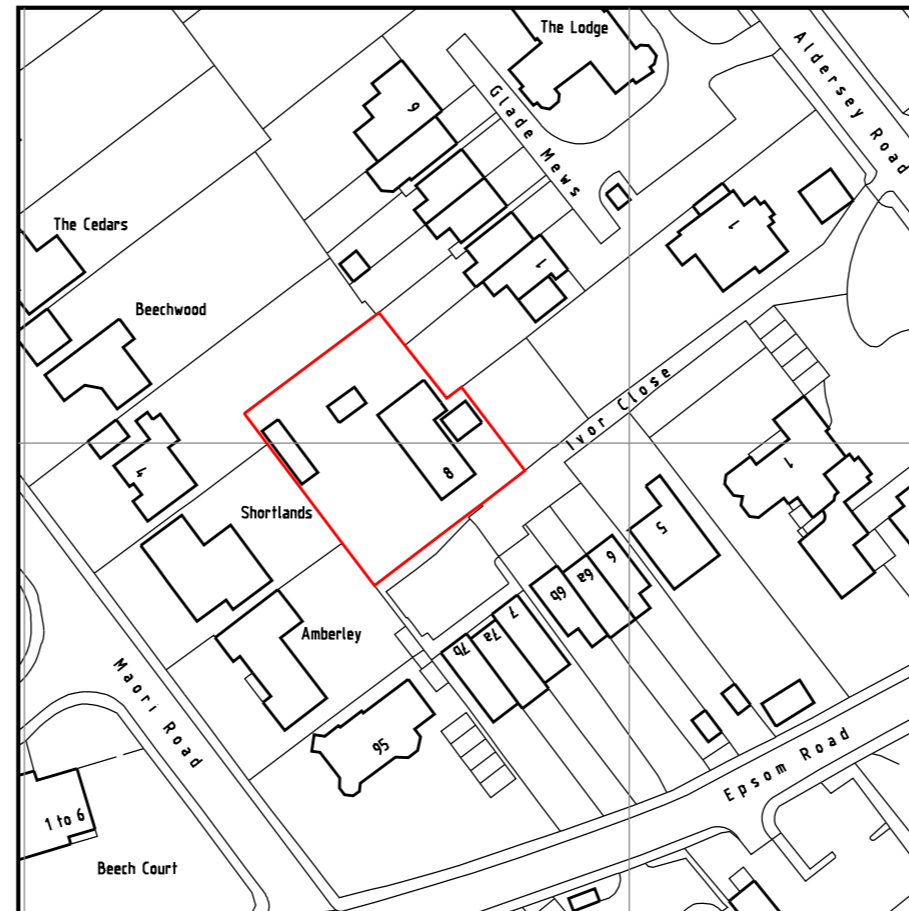 The Lodge
Aldersey Road
9
Glade Mews
The Cedars
1
1
Beechwood
Ivor Close
4
8
1
Shortlands
5
6
6a
6b
7
7a
7b
Amberley
Maori Road
95
Epsom Road
1 to 6
Beech Court